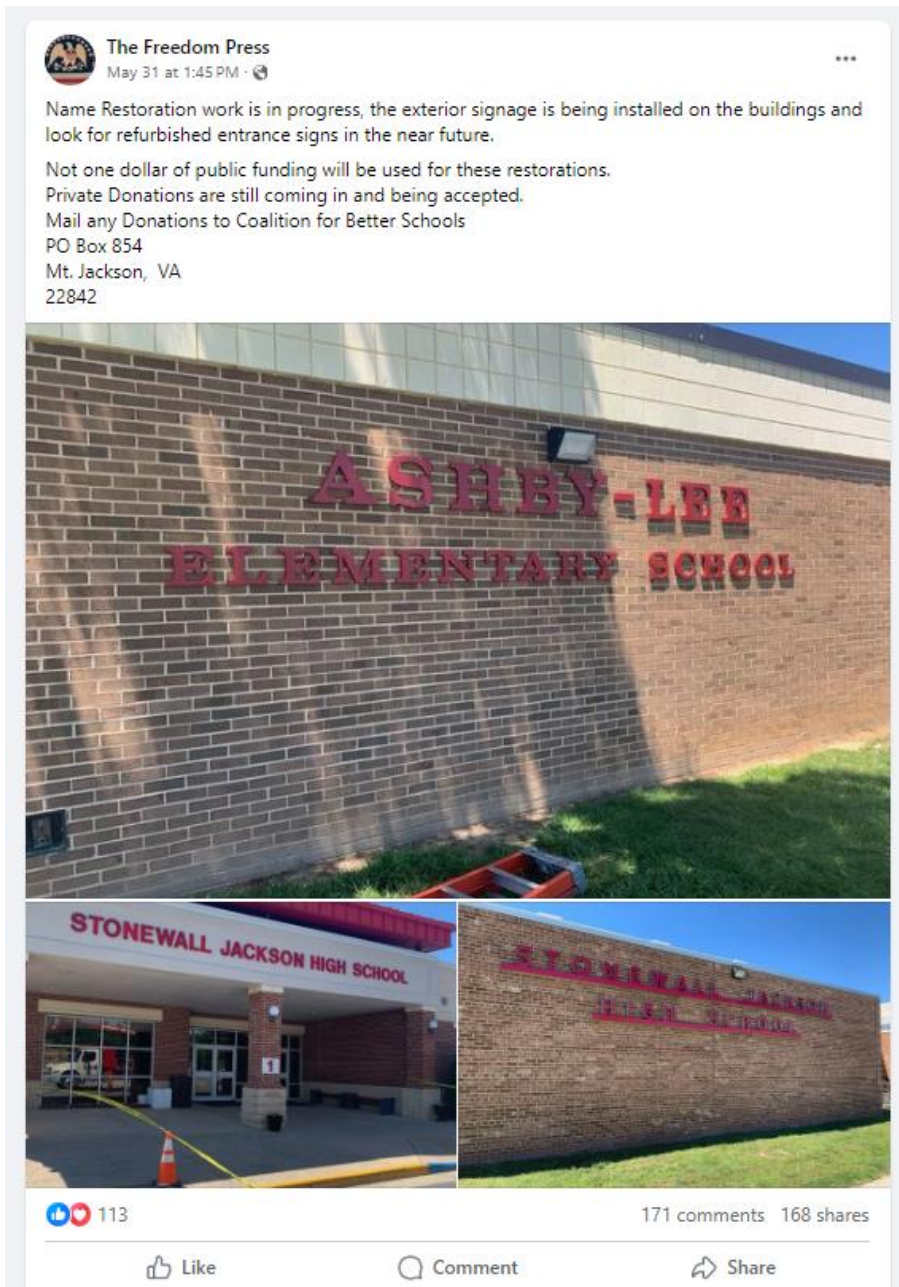 The Freedom Press
May 31 at 1:45 PM ·
Name Restoration work is in progress, the exterior signage is being installed on the buildings and
look for refurbished entrance signs in the near future.
Not one dollar of public funding will be used for these restorations.
Private Donations are still coming in and being accepted.
Mail any Donations to Coalition for Better Schools
PO Box 854
Mt. Jackson, VA
22842
ASHBY-LEE
ELEMENTARY SCHOOL
STONEWALL JACKSON HIGH SCHOOL
1
STONEWALL JACKSON
HIGH SCHOOL
113
171 comments 168 shares
Like Comment Share